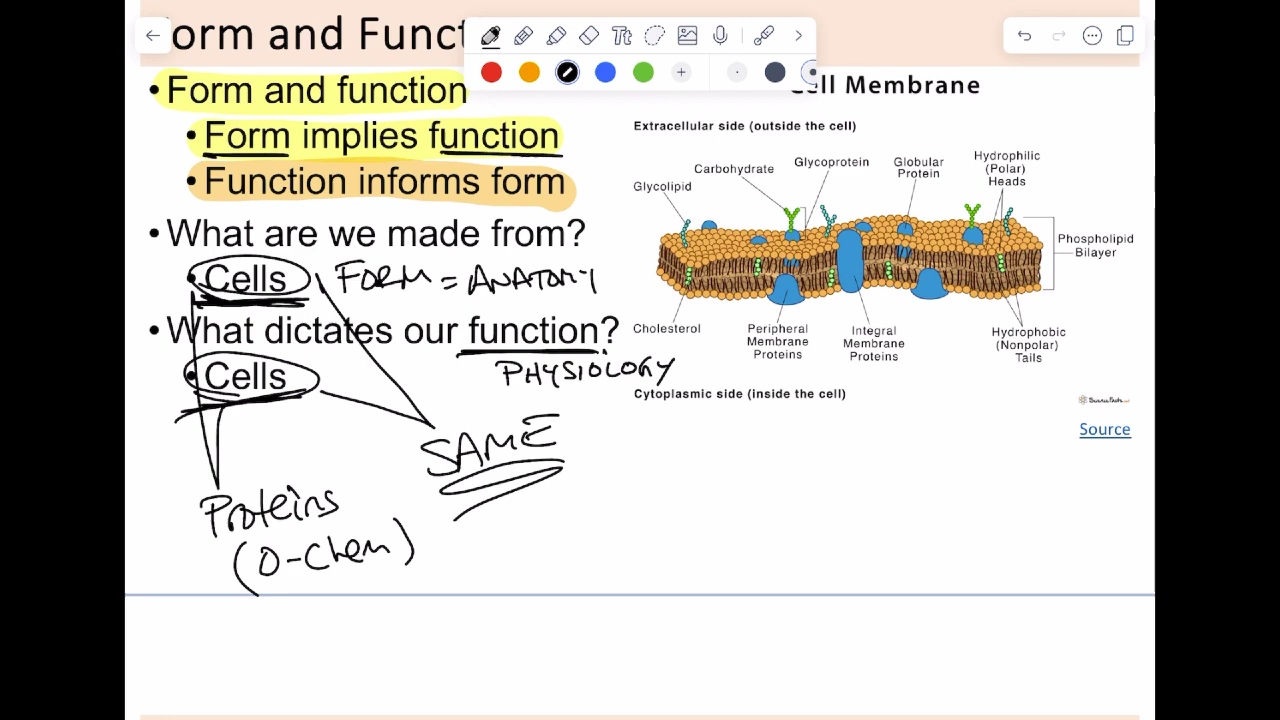 orm and Funct
• Form and function
• Form implies function
• Function informs form
• What are we made from?
• Cells
FORM = ANATOMY
• What dictates our function?
PHYSIOLOGY
• Cells
SAME
Proteins
(O-Chem)
Tt
ell Membrane
Extracellular side (outside the cell)
Glycolipid
Carbohydrate
Glycoprotein
Globular
Protein
Hydrophilic
(Polar)
Heads
Phospholipid
Bilayer
Cholesterol
Peripheral
Membrane
Proteins
Integral
Membrane
Proteins
Hydrophobic
(Nonpolar)
Tails
Cytoplasmic side (inside the cell)
Source